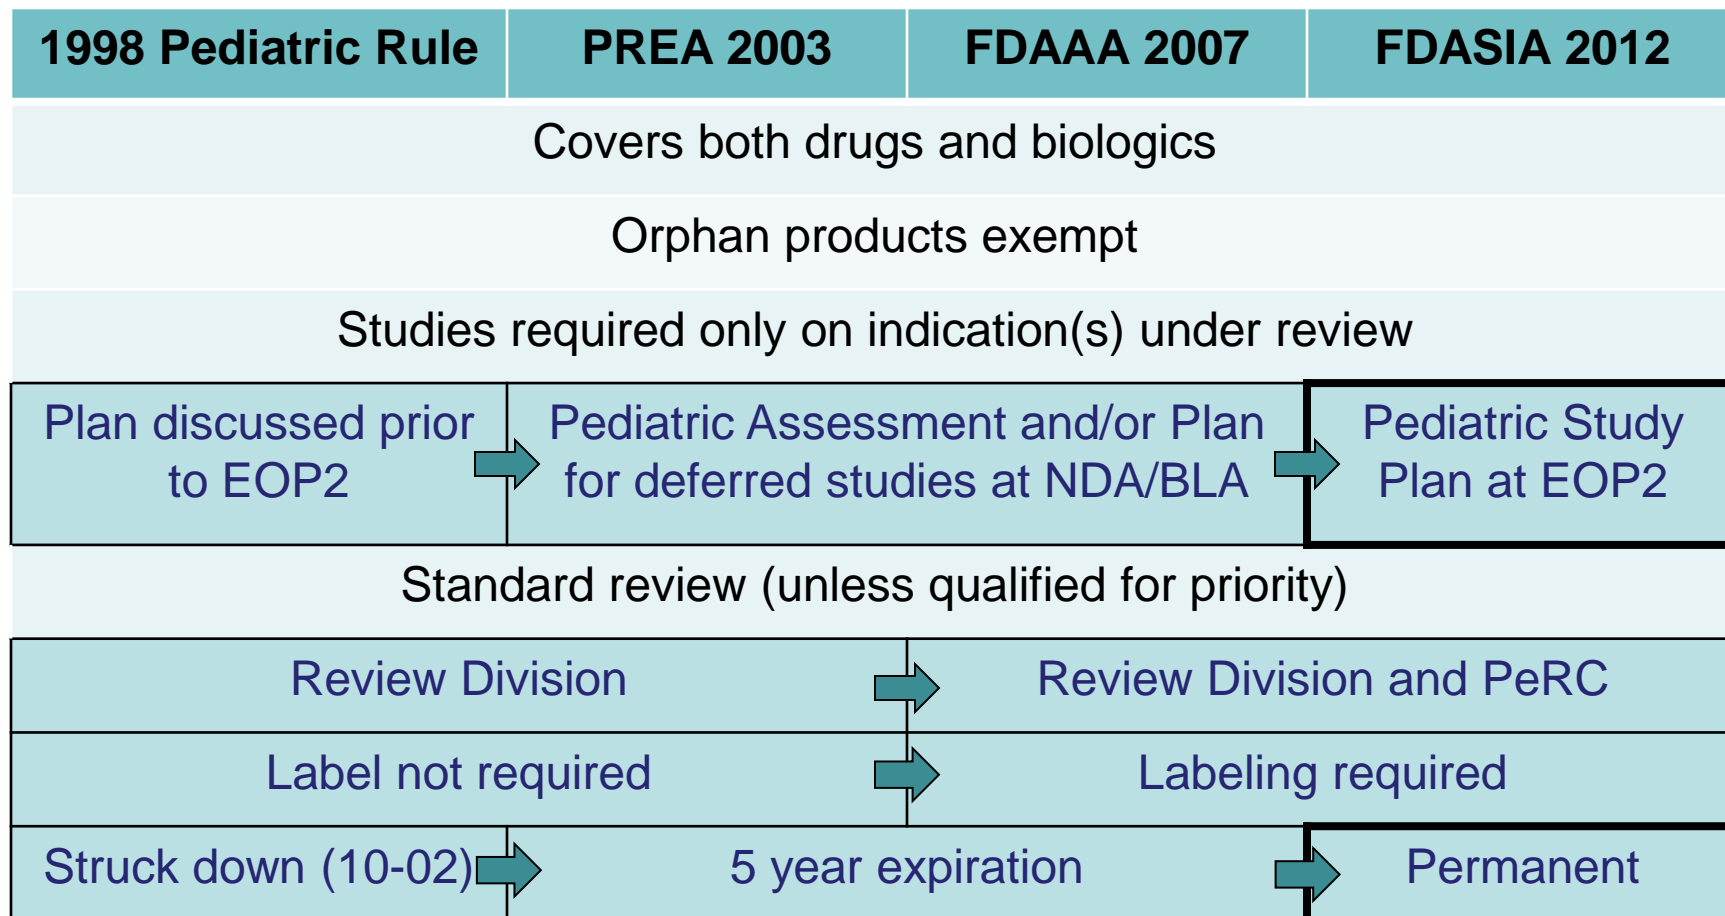 1998 Pediatric Rule PREA 2003 FDAAA 2007 FDASIA 2012
Covers both drugs and biologics
Orphan products exempt
Studies required only on indication(s) under review
Plan discussed prior
to EOP2
Pediatric Assessment and/or Plan
for deferred studies at NDA/BLA
Pediatric Study
Plan at EOP2
Standard review (unless qualified for priority)
Review Division Review Division and PeRC
Label not required Labeling required
Struck down (10-02) 5 year expiration Permanent